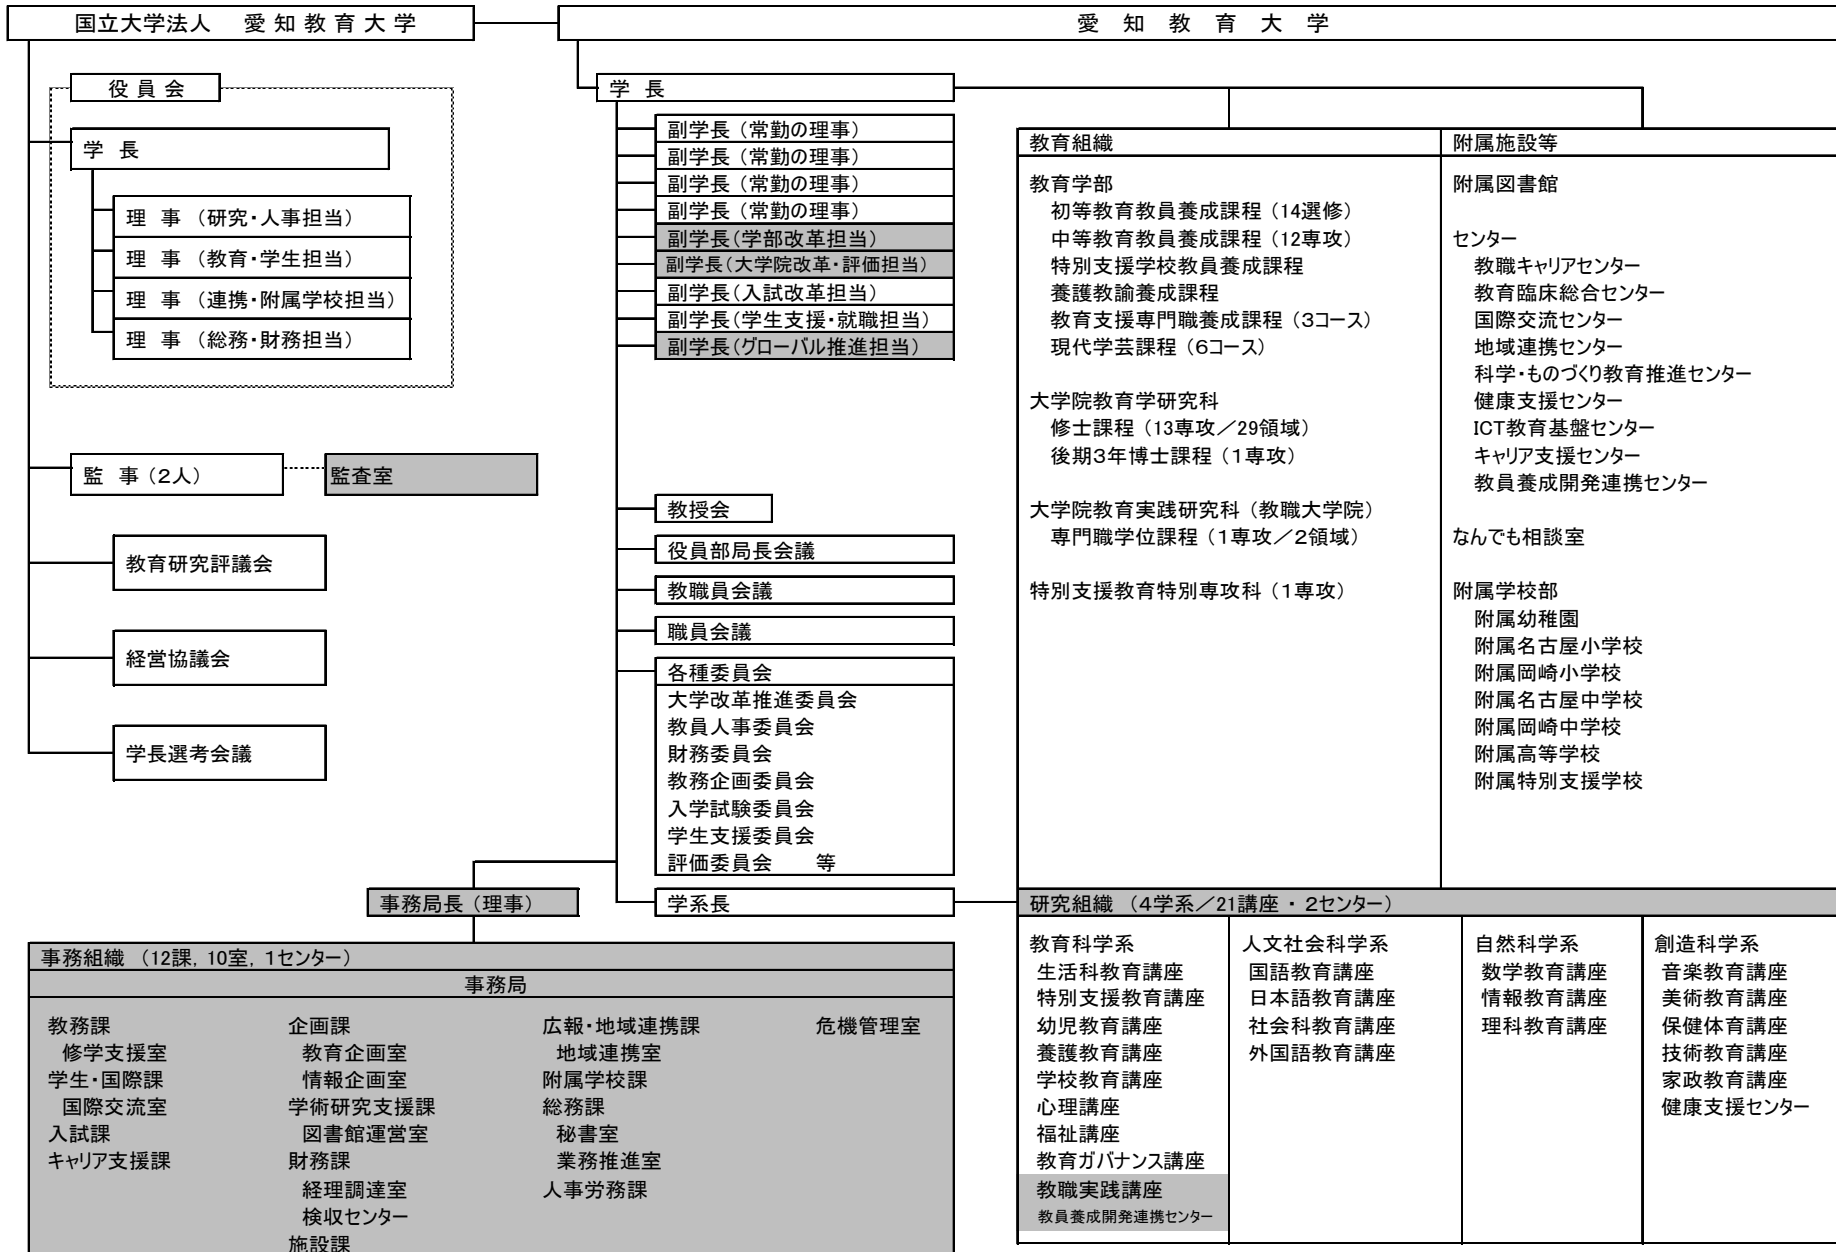 国立大学法人　愛知教育大学
愛知教育大学
役員会
学長
理事（研究・人事担当）
理事（教育・学生担当）
理事（連携・附属学校担当）
理事（総務・財務担当）
監事（2人）
監査室
教育研究評議会
経営協議会
学長選考会議
学長
副学長（常勤の理事）
副学長（常勤の理事）
副学長（常勤の理事）
副学長（常勤の理事）
副学長（学部改革担当）
副学長（大学院改革・評価担当）
副学長（入試改革担当）
副学長（学生支援・就職担当）
副学長（グローバル推進担当）
教授会
役員部局長会議
教職員会議
職員会議
各種委員会
大学改革推進委員会
教員人事委員会
財務委員会
教務企画委員会
入学試験委員会
学生支援委員会
評価委員会　　等
学系長
教育組織
教育学部
初等教育教員養成課程（14選修）
中等教育教員養成課程（12専攻）
特別支援学校教員養成課程
養護教諭養成課程
教育支援専門職養成課程（3コース）
現代学芸課程（6コース）
大学院教育学研究科
修士課程（13専攻／29領域）
後期3年博士課程（1専攻）
大学院教育実践研究科（教職大学院）
専門職学位課程（1専攻／2領域）
特別支援教育特別専攻科（1専攻）
附属施設等
附属図書館
センター
教職キャリアセンター
教育臨床総合センター
国際交流センター
地域連携センター
科学・ものづくり教育推進センター
健康支援センター
ICT教育基盤センター
キャリア支援センター
教員養成開発連携センター
なんでも相談室
附属学校部
附属幼稚園
附属名古屋小学校
附属岡崎小学校
附属名古屋中学校
附属岡崎中学校
附属高等学校
附属特別支援学校
事務局長（理事）
事務組織　（12課，10室，1センター）
事務局
教務課
修学支援室
学生・国際課
国際交流室
入試課
キャリア支援課
企画課
教育企画室
情報企画室
学術研究支援課
図書館運営室
財務課
経理調達室
検収センター
施設課
広報・地域連携課
地域連携室
附属学校課
総務課
秘書室
業務推進室
人事労務課
危機管理室
研究組織　（4学系／21講座 ・ 2センター）
教育科学系
生活科教育講座
特別支援教育講座
幼児教育講座
養護教育講座
学校教育講座
心理講座
福祉講座
教育ガバナンス講座
教職実践講座
教員養成開発連携センター
人文社会科学系
国語教育講座
日本語教育講座
社会科教育講座
外国語教育講座
自然科学系
数学教育講座
情報教育講座
理科教育講座
創造科学系
音楽教育講座
美術教育講座
保健体育講座
技術教育講座
家政教育講座
健康支援センター